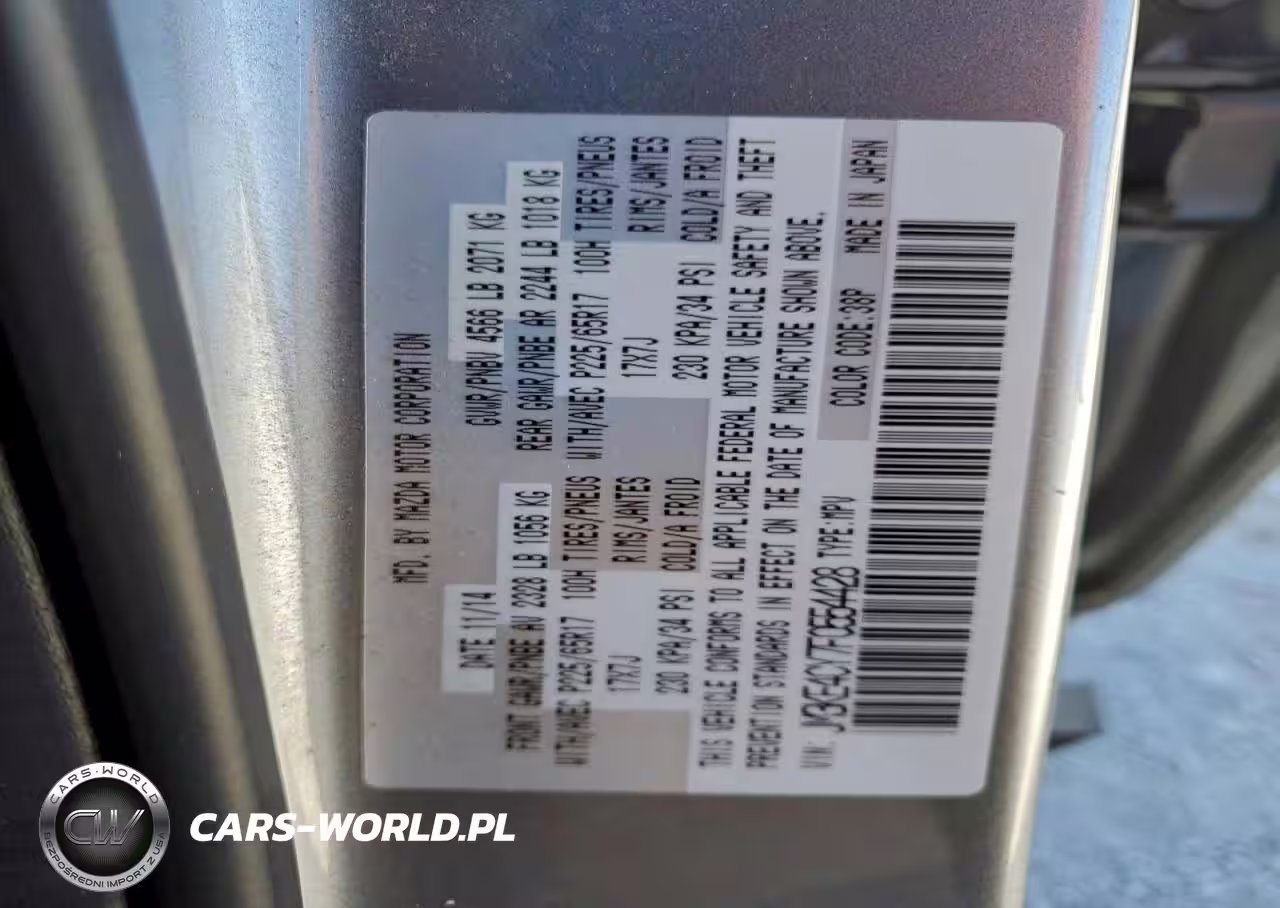 MFD. BY MAZDA MOTOR CORPORATION
DATE 11/14 GVWR/PNBV 4566 LB 2071 KG
FRONT GAWR/PNBE AV 2328 LB 1056 KG REAR GAWR/PNBE AR 2244 LB 1018 KG
WITH/AVEC P225/65R17 100H TIRES/PNEUS WITH/AVEC P225/65R17 100H TIRES/PNEUS
17X7J RIMS/JANTES 17X7J RIMS/JANTES
230 KPA/34 PSI COLD/A FROID 230 KPA/34 PSI COLD/A FROID
THIS VEHICLE CONFORMS TO ALL APPLICABLE FEDERAL MOTOR VEHICLE SAFETY AND THEFT
PREVENTION STANDARDS IN EFFECT ON THE DATE OF MANUFACTURE SHOWN ABOVE.
VIN: JM3KE4CY7F0554428 TYPE:MPV COLOR CODE:38P MADE IN JAPAN
CARS-WORLD
CW
BEZPOŚREDNI IMPORT Z USA
CARS-WORLD.PL